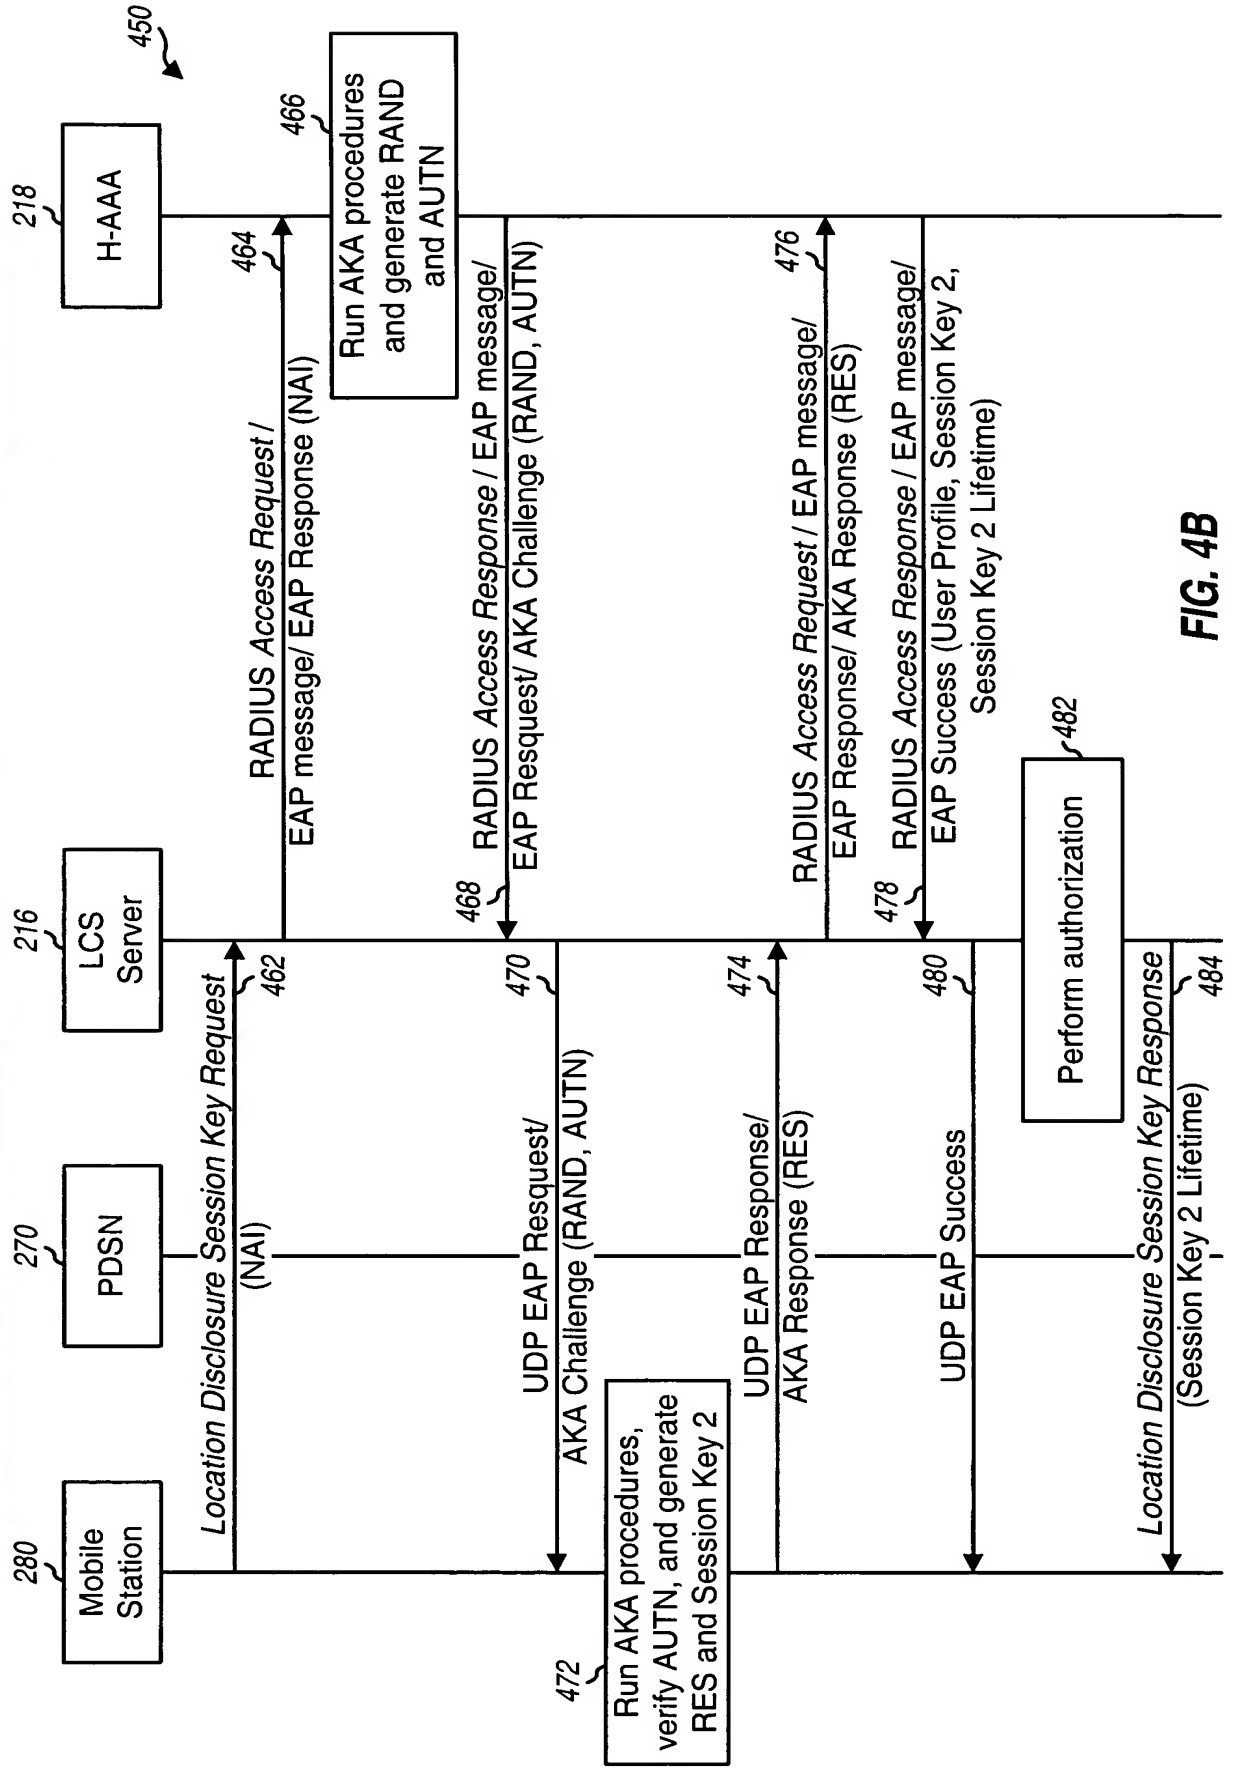 450
280
270
216
218
Mobile
Station
PDSN
LCS
Server
H-AAA
Location Disclosure Session Key Request
(NAI)
462
RADIUS Access Request /
EAP message/ EAP Response (NAI)
464
466
Run AKA procedures
and generate RAND
and AUTN
468
RADIUS Access Response / EAP message/
EAP Resquest/ AKA Challenge (RAND, AUTN)
UDP EAP Resquest/
AKA Challenge (RAND, AUTN)
470
472
Run AKA procedures,
verify AUTN, and generate
RES and Session Key 2
UDP EAP Response/
AKA Response (RES)
474
RADIUS Access Request / EAP message/
EAP Response/ AKA Response (RES)
476
478
RADIUS Access Response / EAP message/
EAP Success (User Profile, Session Key 2,
Session Key 2 Lifetime)
UDP EAP Success
480
Perform authorization
482
Location Disclosure Session Key Response
(Session Key 2 Lifetime)
484
FIG. 4B